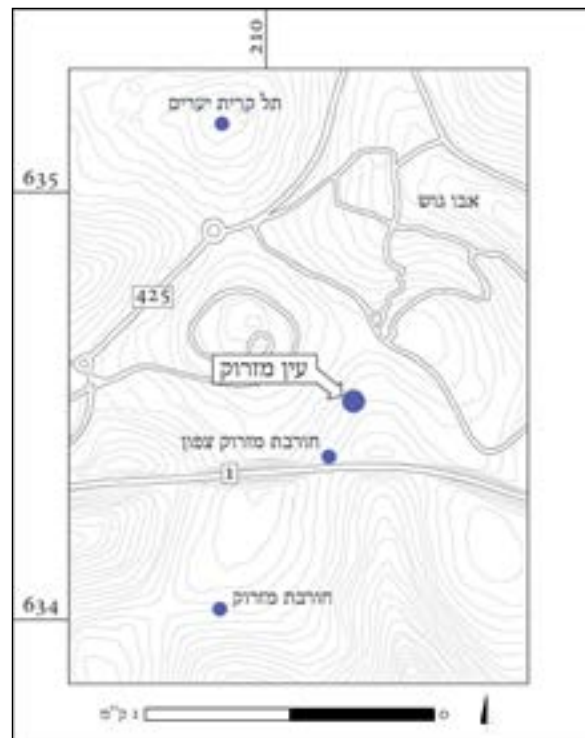 210
תל קרית יערים
635
אבו גוש
425
עין מזרוק
חורבת מזרוק צפון
1
634
חורבת מזרוק
0
1 ק"מ